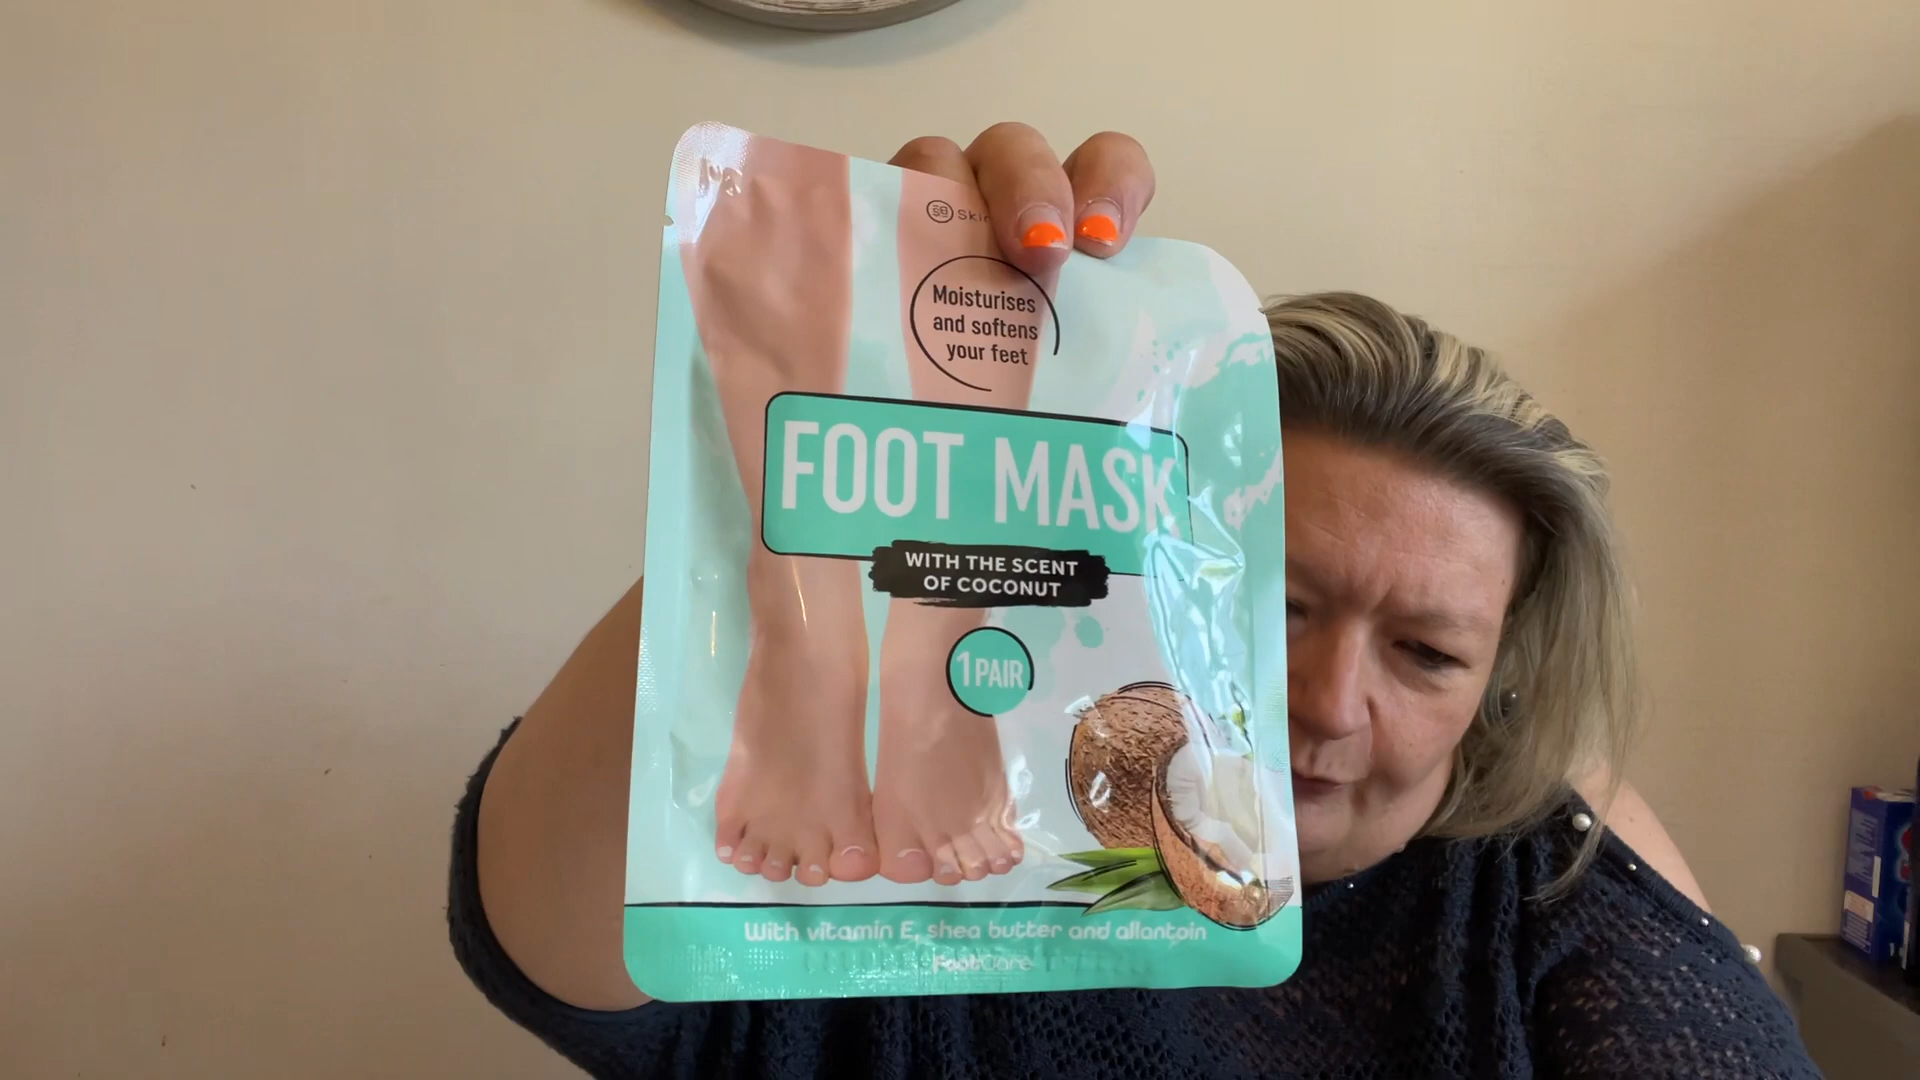 Moisturises
and softens
your feet
FOOT MASK
WITH THE SCENT
OF COCONUT
1 PAIR
With vitamin E, shea butter and allantoin
FootCare